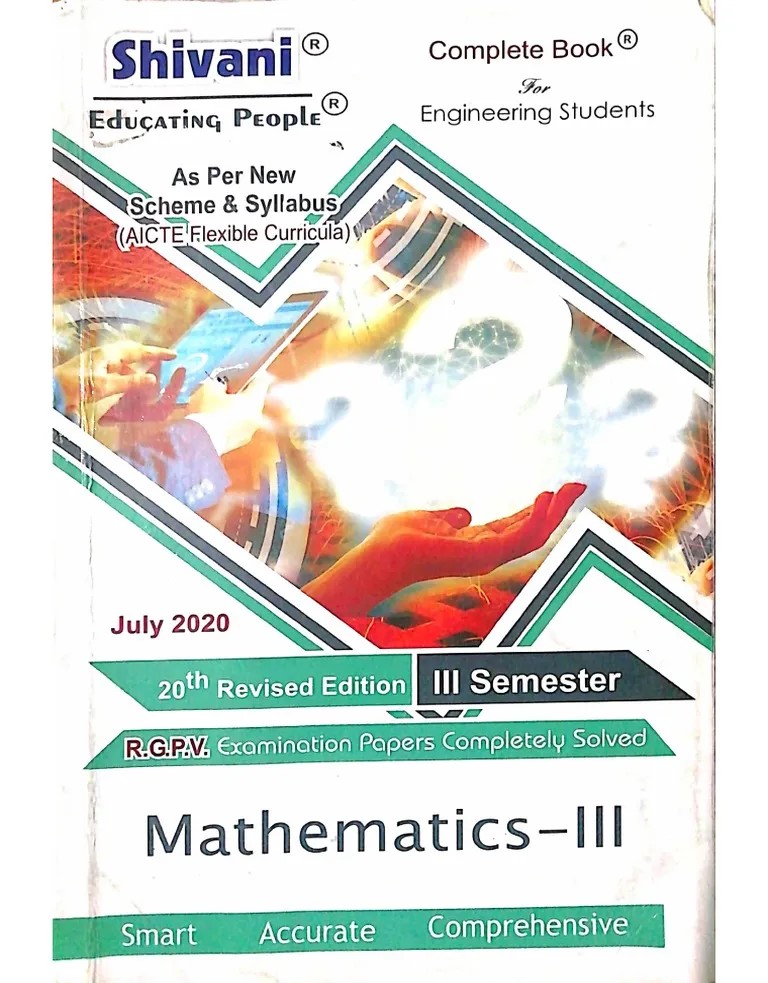 Shivani®
Educating People®
Complete Book®
For
Engineering Students
As Per New
Scheme & Syllabus
(AICTE Flexible Curricula)
July 2020
20th Revised Edition
III Semester
R.G.P.V. Examination Papers Completely Solved
Mathematics–III
Smart Accurate Comprehensive